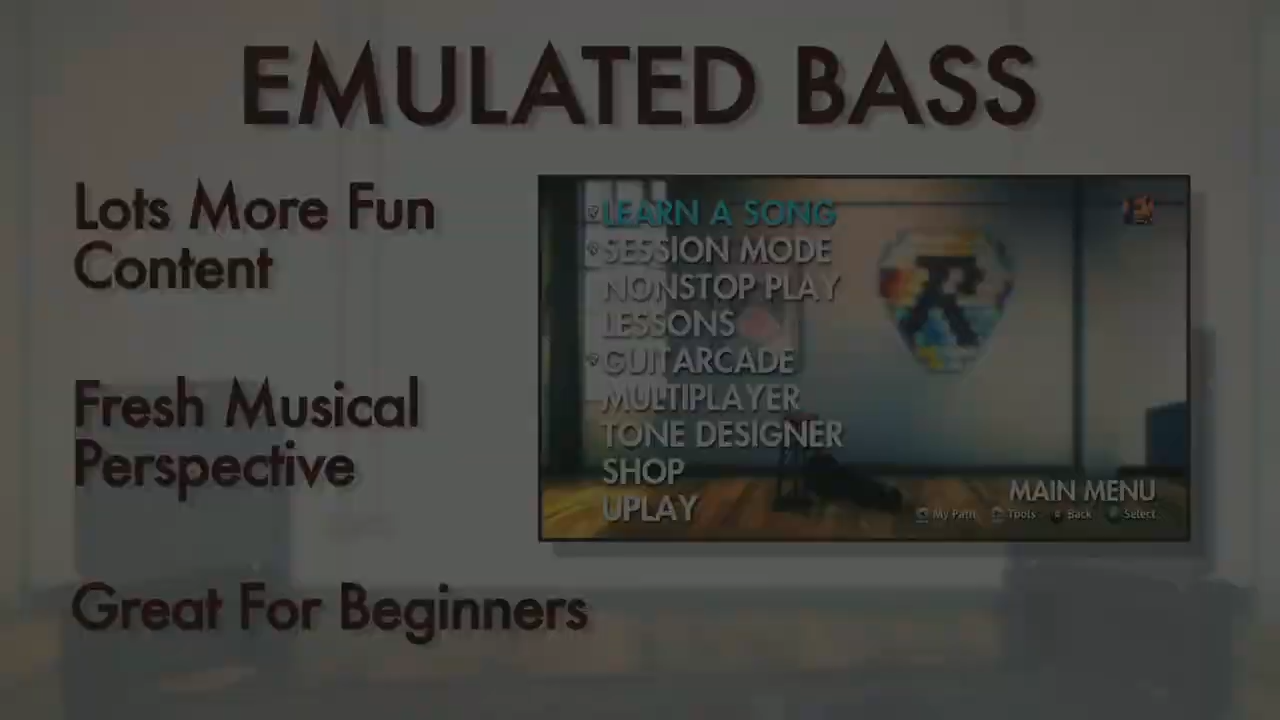 EMULATED BASS
Lots More Fun
Content
Fresh Musical
Perspective
Great For Beginners
LEARN A SONG
SESSION MODE
NONSTOP PLAY
LESSONS
GUITARCADE
MULTIPLAYER
TONE DESIGNER
SHOP
UPLAY
MAIN MENU
My Path Tools Back Select